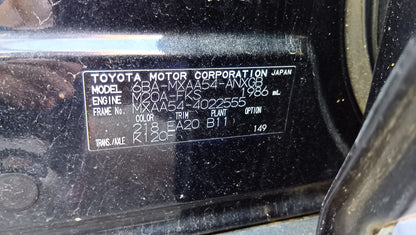 TOYOTA MOTOR CORPORATION JAPAN
MODEL 6BA-MXAA54-ANXGB
ENGINE M20A-FKS 1986 mL
FRAME No. MXAA54-4022555
COLOR TRIM PLANT OPTION
218 EA20 B11
TRANS./AXLE K120F 149